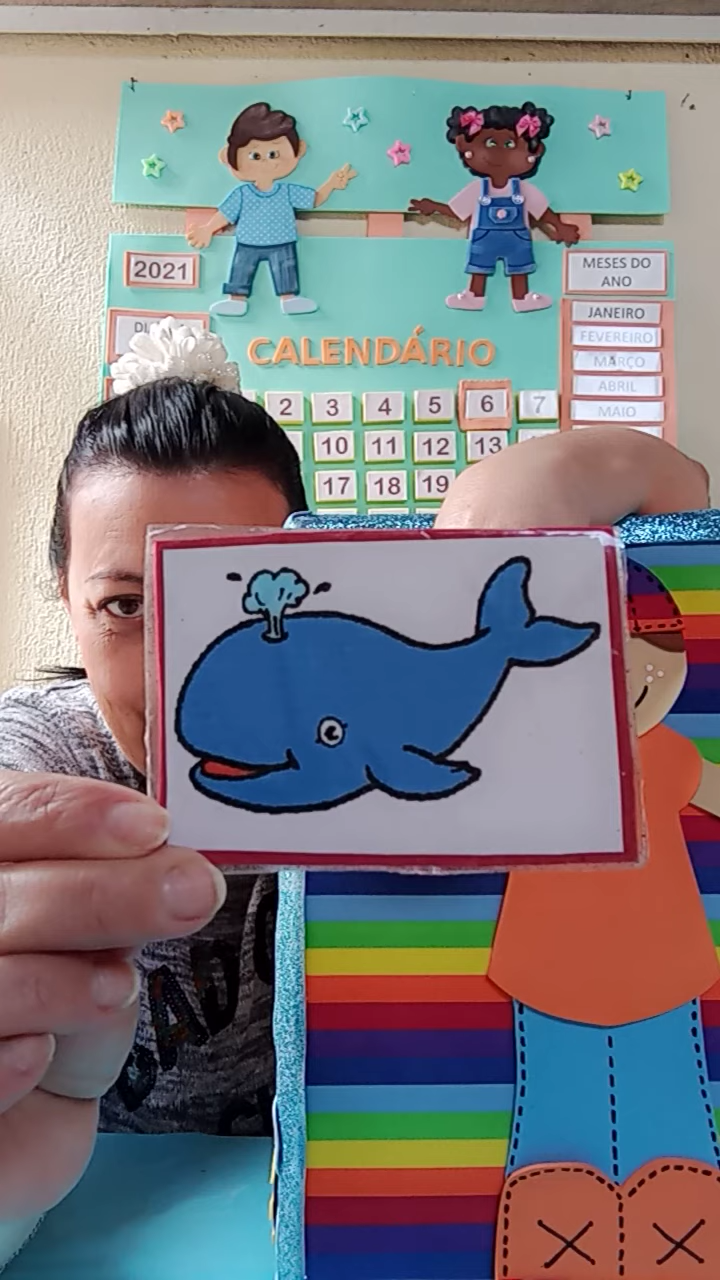 2021
MESES DO
ANO
JANEIRO
FEVEREIRO
MARÇO
ABRIL
MAIO
CALENDÁRIO
2 3 4 5 6 7
10 11 12 13
17 18 19